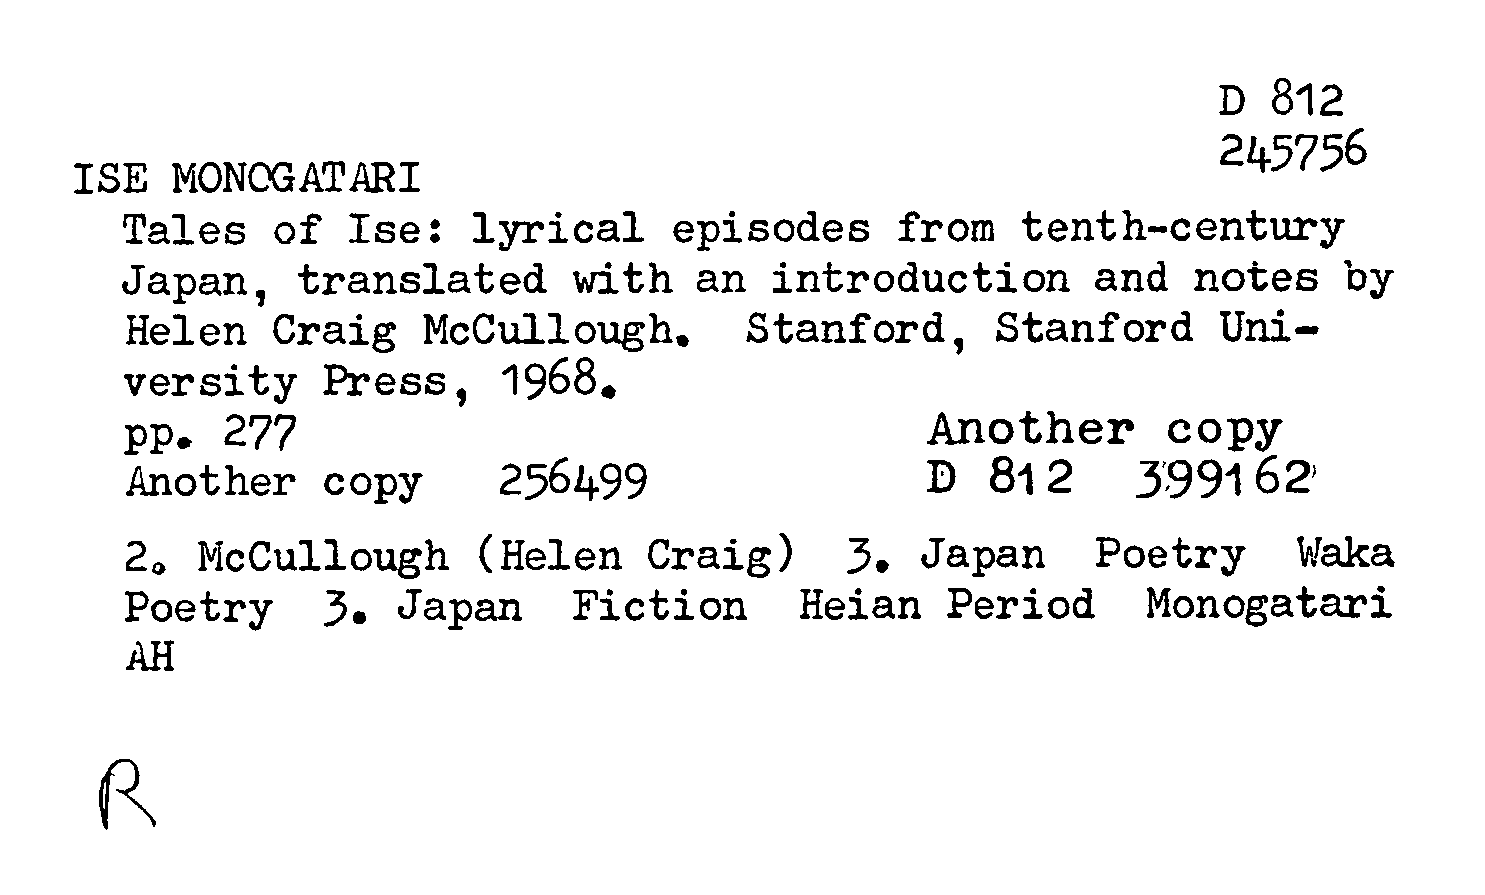 D 812
245756
ISE MONOGATARI
Tales of Ise: lyrical episodes from tenth-century
Japan, translated with an introduction and notes by
Helen Craig McCullough. Stanford, Stanford Uni-
versity Press, 1968.
pp. 277
Another copy 256499
Another copy
D 812 399162
2. McCullough (Helen Craig) 3. Japan Poetry Waka
Poetry 3. Japan Fiction Heian Period Monogatari
AH
R